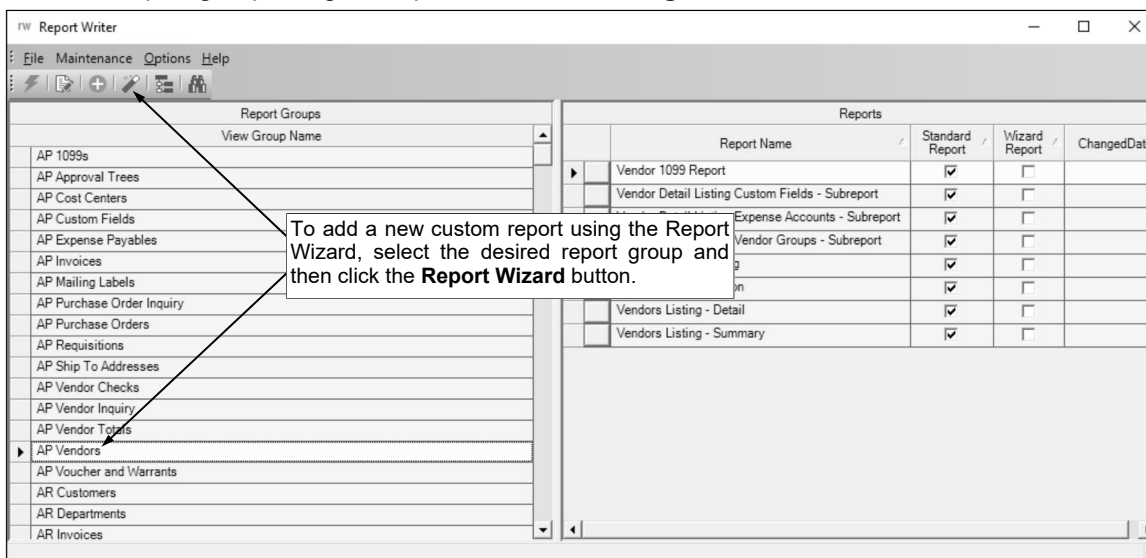 rw Report Writer
File Maintenance Options Help
Report Groups
View Group Name
AP 1099s
AP Approval Trees
AP Cost Centers
AP Custom Fields
AP Expense Payables
AP Invoices
AP Mailing Labels
AP Purchase Order Inquiry
AP Purchase Orders
AP Requisitions
AP Ship To Addresses
AP Vendor Checks
AP Vendor Inquiry
AP Vendor Totals
AP Vendors
AP Voucher and Warrants
AR Customers
AR Departments
AR Invoices
To add a new custom report using the Report
Wizard, select the desired report group and
then click the Report Wizard button.
Reports
Report Name
Standard
Report
Wizard
Report
ChangedDat
Vendor 1099 Report
Vendor Detail Listing Custom Fields - Subreport
Expense Accounts - Subreport
Vendor Groups - Subreport
Vendors Listing - Detail
Vendors Listing - Summary